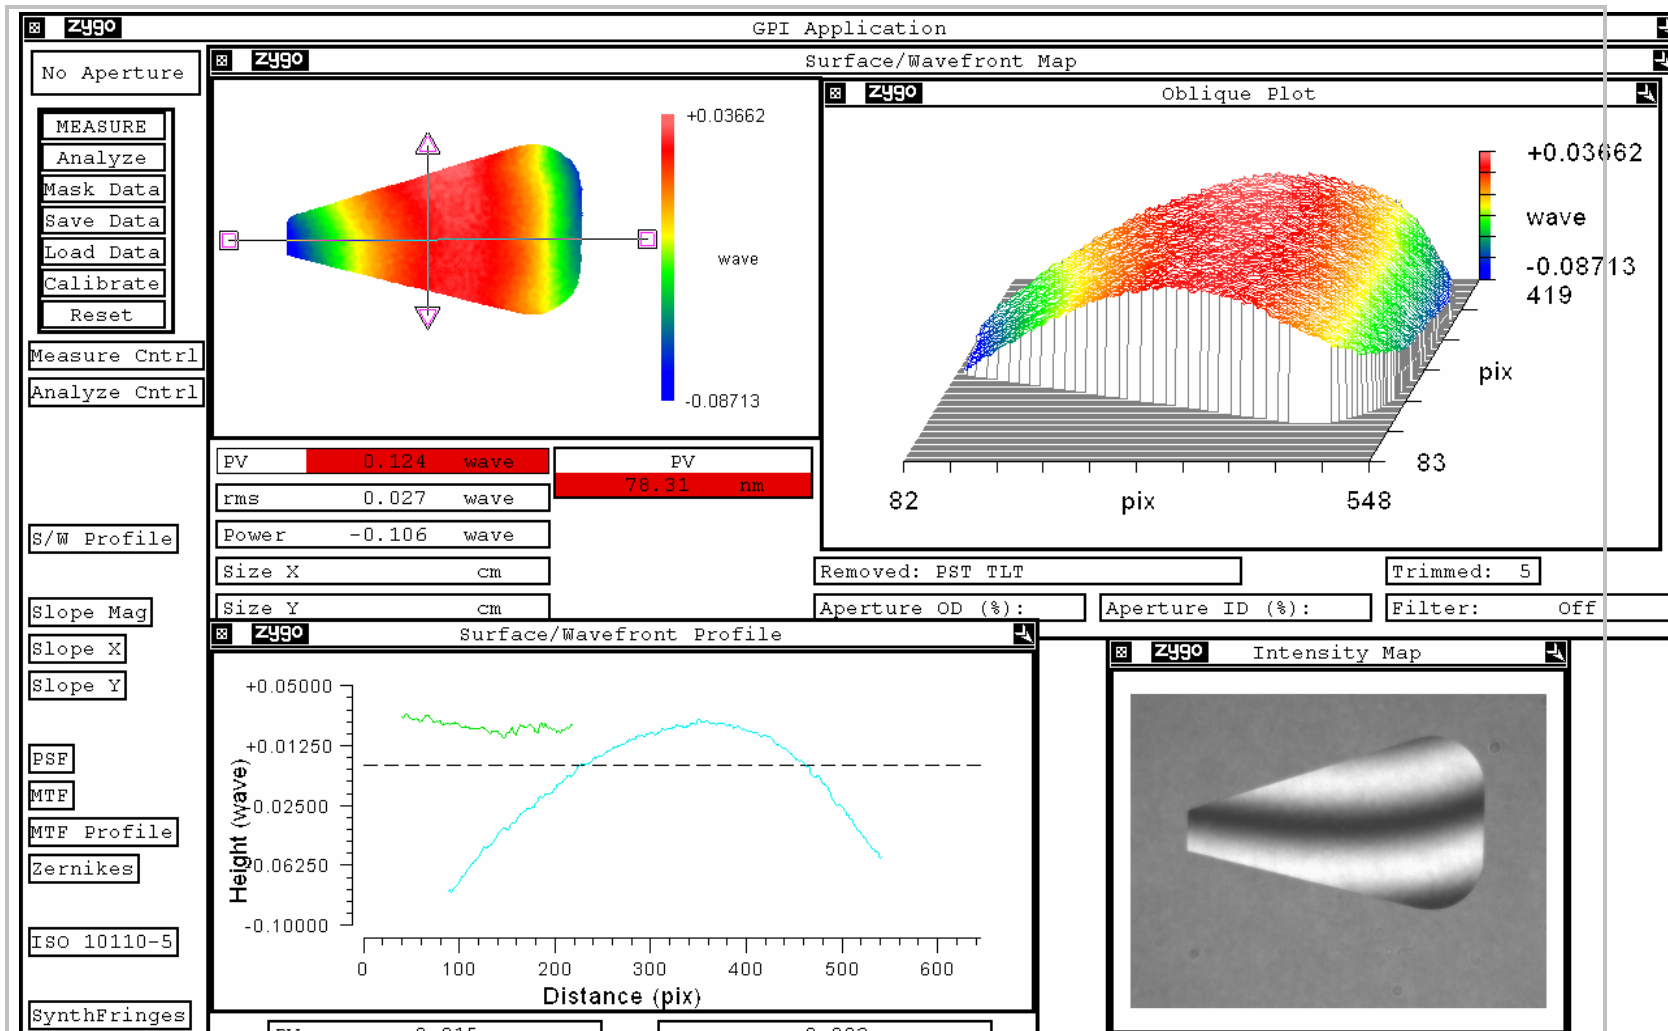 zygo GPI Application
No Aperture
zygo Surface/Wavefront Map
MEASURE
Analyze
Mask Data
Save Data
Load Data
Calibrate
Reset
Measure Cntrl
Analyze Cntrl
S/W Profile
Slope Mag
Slope X
Slope Y
PSF
MTF
MTF Profile
Zernikes
ISO 10110-5
SynthFringes
+0.03662
wave
-0.08713
zygo Oblique Plot
+0.03662
wave
-0.08713
419
pix
83
82 pix 548
PV 0.124 wave
rms 0.027 wave
Power -0.106 wave
Size X cm
Size Y cm
PV
78.31 nm
Removed: PST TLT
Trimmed: 5
Aperture OD (%):
Aperture ID (%):
Filter: Off
zygo Surface/Wavefront Profile
+0.05000
+0.01250
0.02500
0.06250
-0.10000
Height (wave)
0 100 200 300 400 500 600
Distance (pix)
zygo Intensity Map